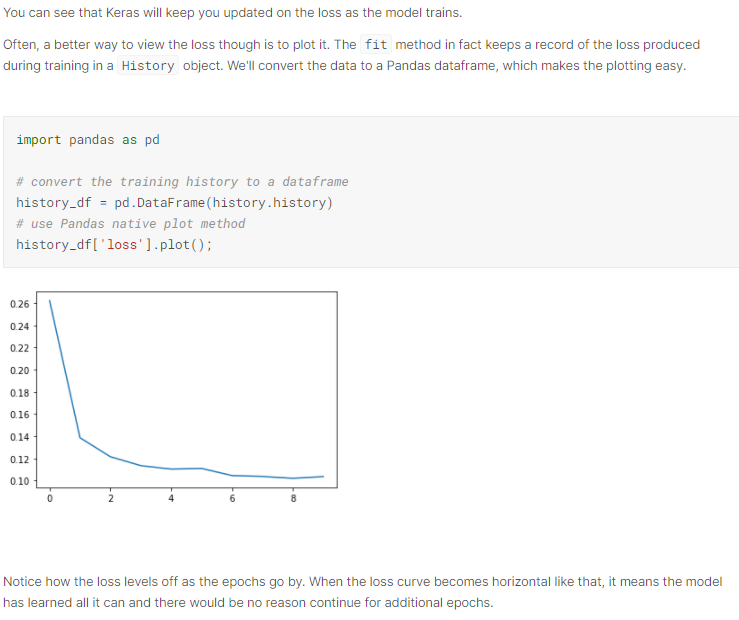 You can see that Keras will keep you updated on the loss as the model trains.
Often, a better way to view the loss though is to plot it. The fit method in fact keeps a record of the loss produced
during training in a History object. We'll convert the data to a Pandas dataframe, which makes the plotting easy.
import pandas as pd
# convert the training history to a dataframe
history_df = pd.DataFrame(history.history)
# use Pandas native plot method
history_df['loss'].plot();
0.26
0.24
0.22
0.20
0.18
0.16
0.14
0.12
0.10
0 2 4 6 8
Notice how the loss levels off as the epochs go by. When the loss curve becomes horizontal like that, it means the model
has learned all it can and there would be no reason continue for additional epochs.